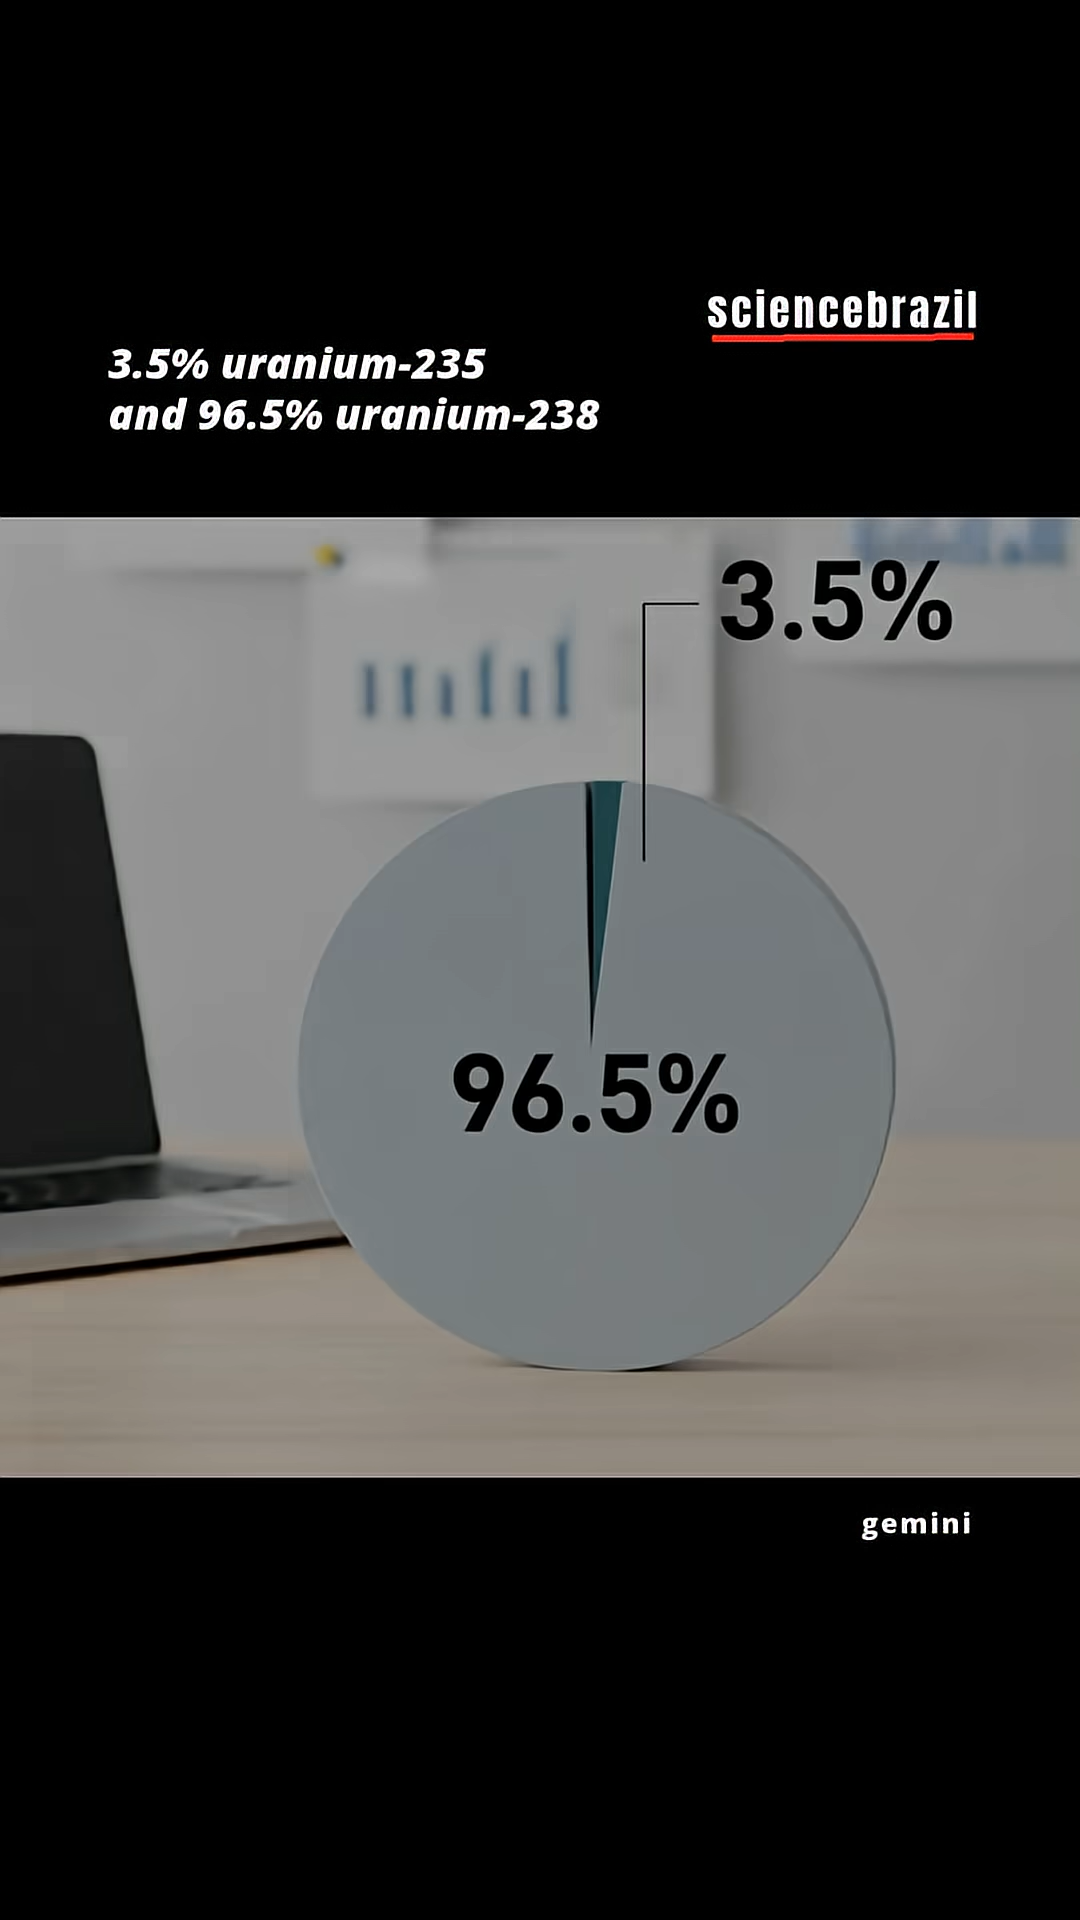 sciencebrazil
3.5% uranium-235
and 96.5% uranium-238
3.5%
96.5%
gemini